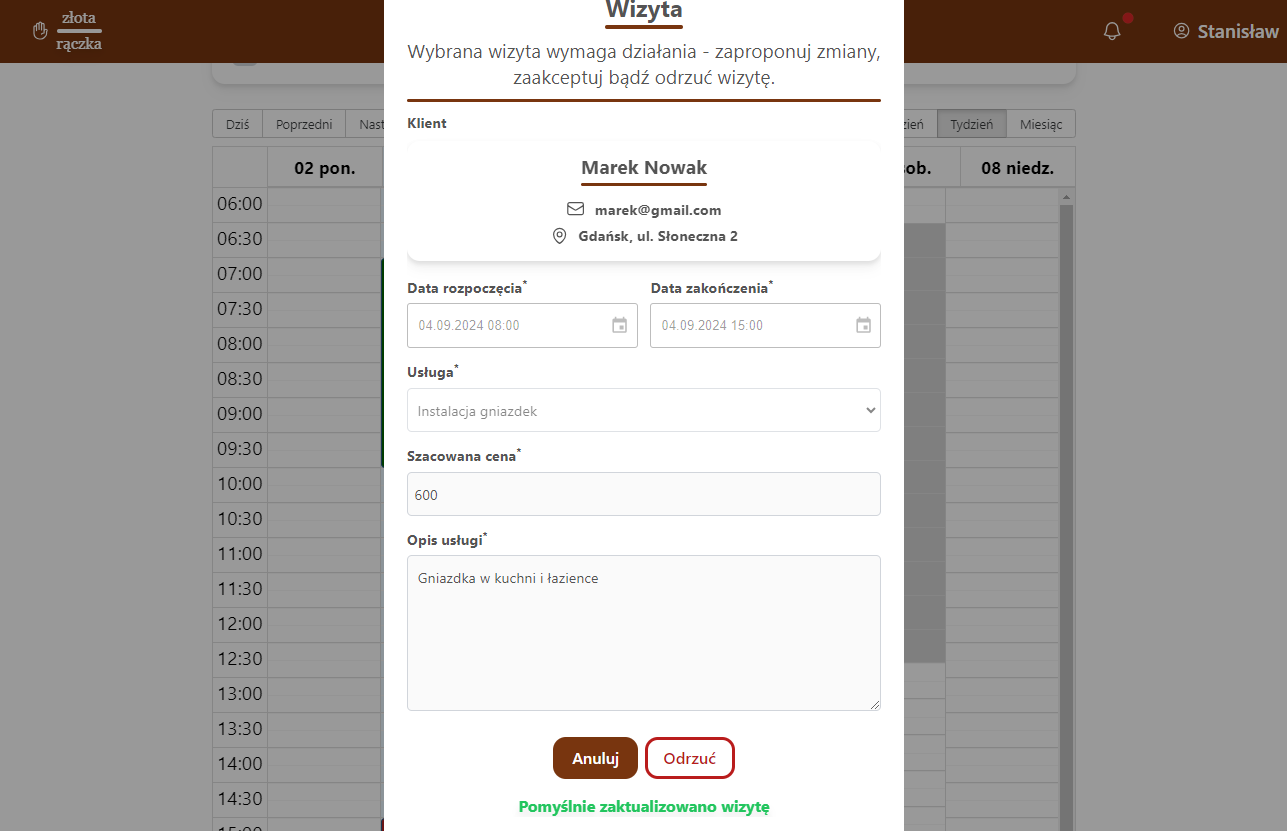 złota
rączka
Stanisław
Wizyta
Wybrana wizyta wymaga działania - zaproponuj zmiany,
zaakceptuj bądź odrzuć wizytę.
Klient
Marek Nowak
marek@gmail.com
Gdańsk, ul. Słoneczna 2
Data rozpoczęcia*
Data zakończenia*
04.09.2024 08:00
04.09.2024 15:00
Usługa*
Instalacja gniazdek
Szacowana cena*
600
Opis usługi*
Gniazdka w kuchni i łazience
Anuluj
Odrzuć
Pomyślnie zaktualizowano wizytę
Dziś
Poprzedni
Tydzień
Miesiąc
02 pon.
08 niedz.
06:00
06:30
07:00
07:30
08:00
08:30
09:00
09:30
10:00
10:30
11:00
11:30
12:00
12:30
13:00
13:30
14:00
14:30
15:00